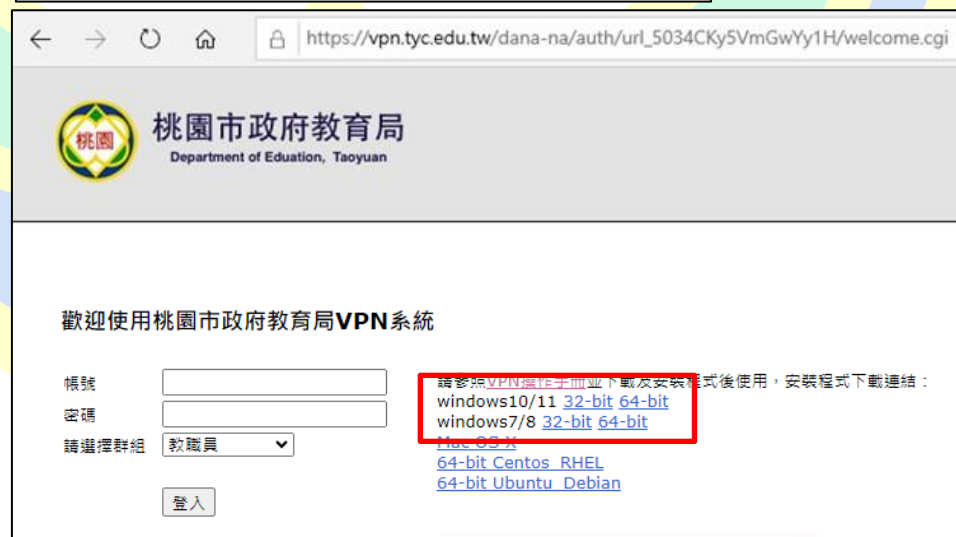 https://vpn.tyc.edu.tw/dana-na/auth/url_5034CKy5VmGwYy1H/welcome.cgi
桃園
桃園市政府教育局
Department of Eduation, Taoyuan
歡迎使用桃園市政府教育局VPN系統
帳號
密碼
請選擇群組 教職員
登入
請參照VPN操作手冊並下載及安裝程式後使用，安裝程式下載連結：
windows10/11 32-bit 64-bit
windows7/8 32-bit 64-bit
Mac OS X
64-bit Centos RHEL
64-bit Ubuntu Debian